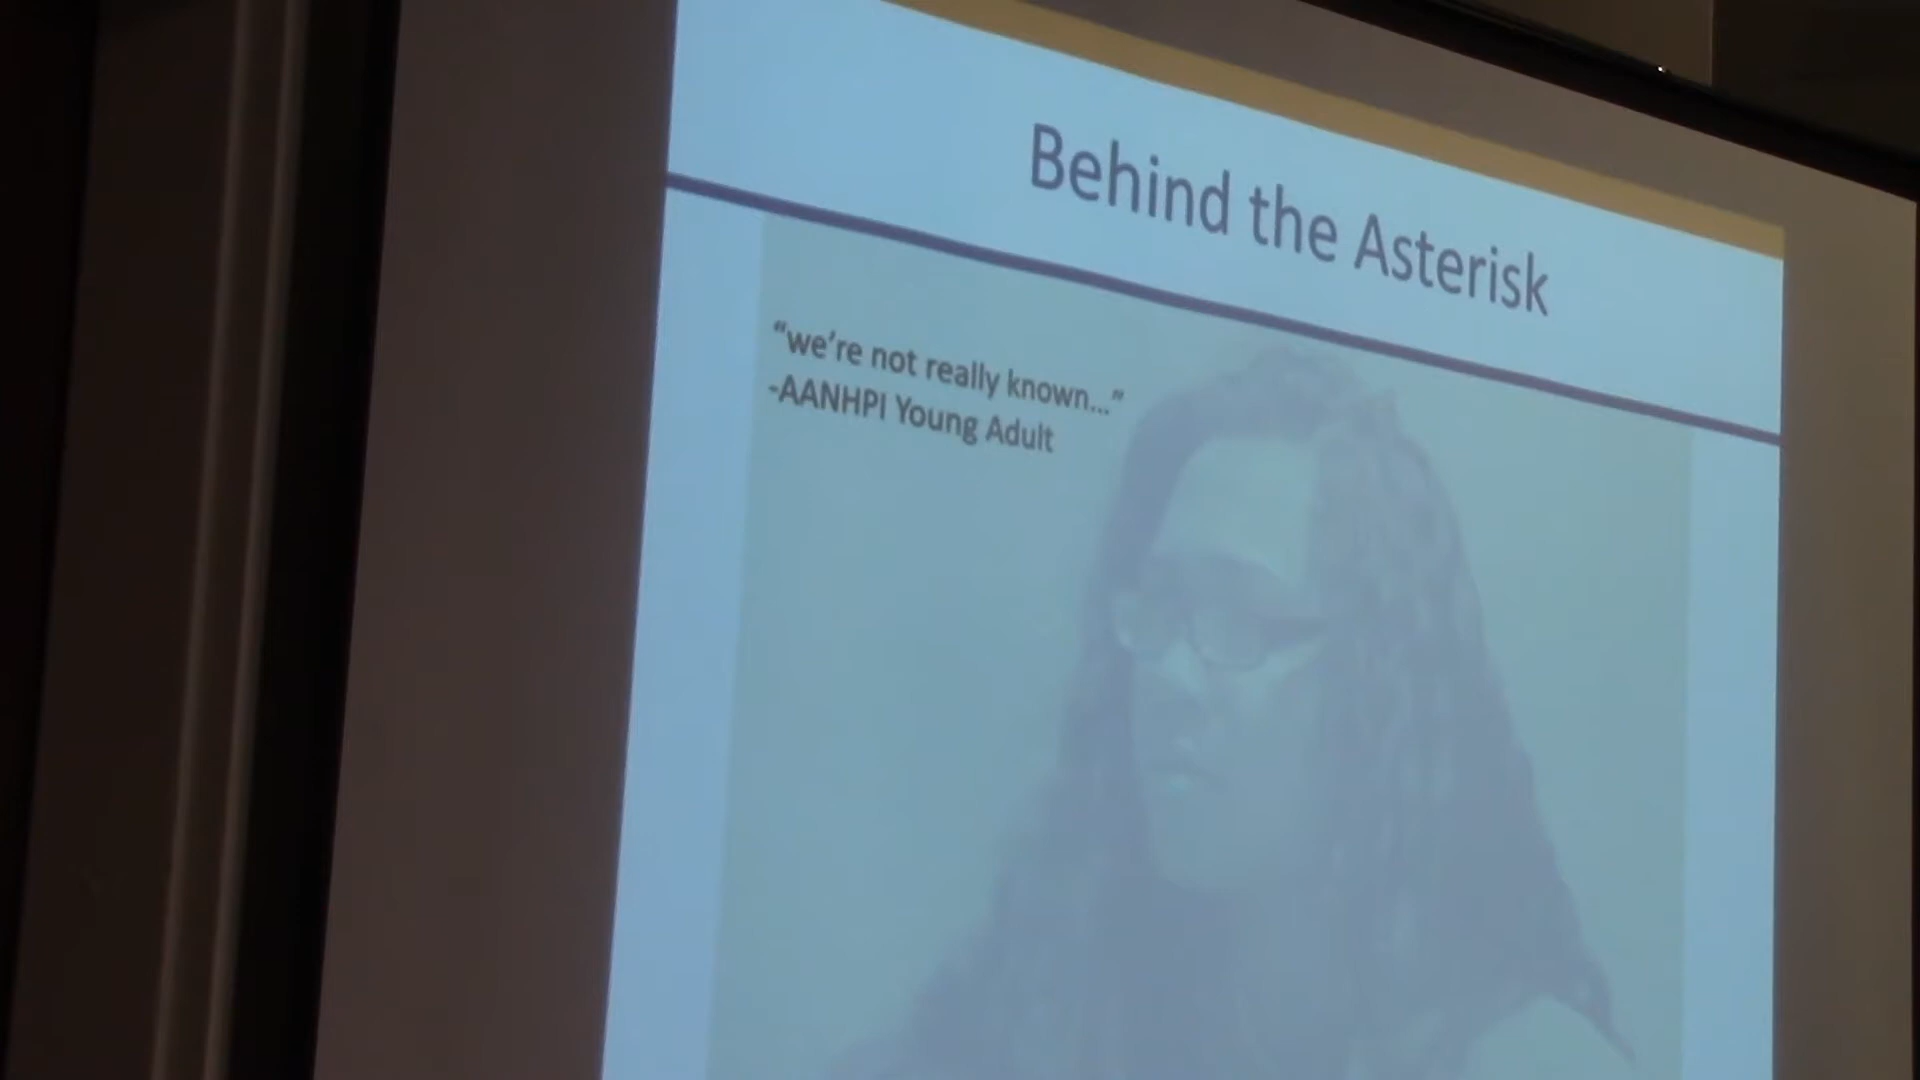 Behind the Asterisk
“we’re not really known...”
-AANHPI Young Adult